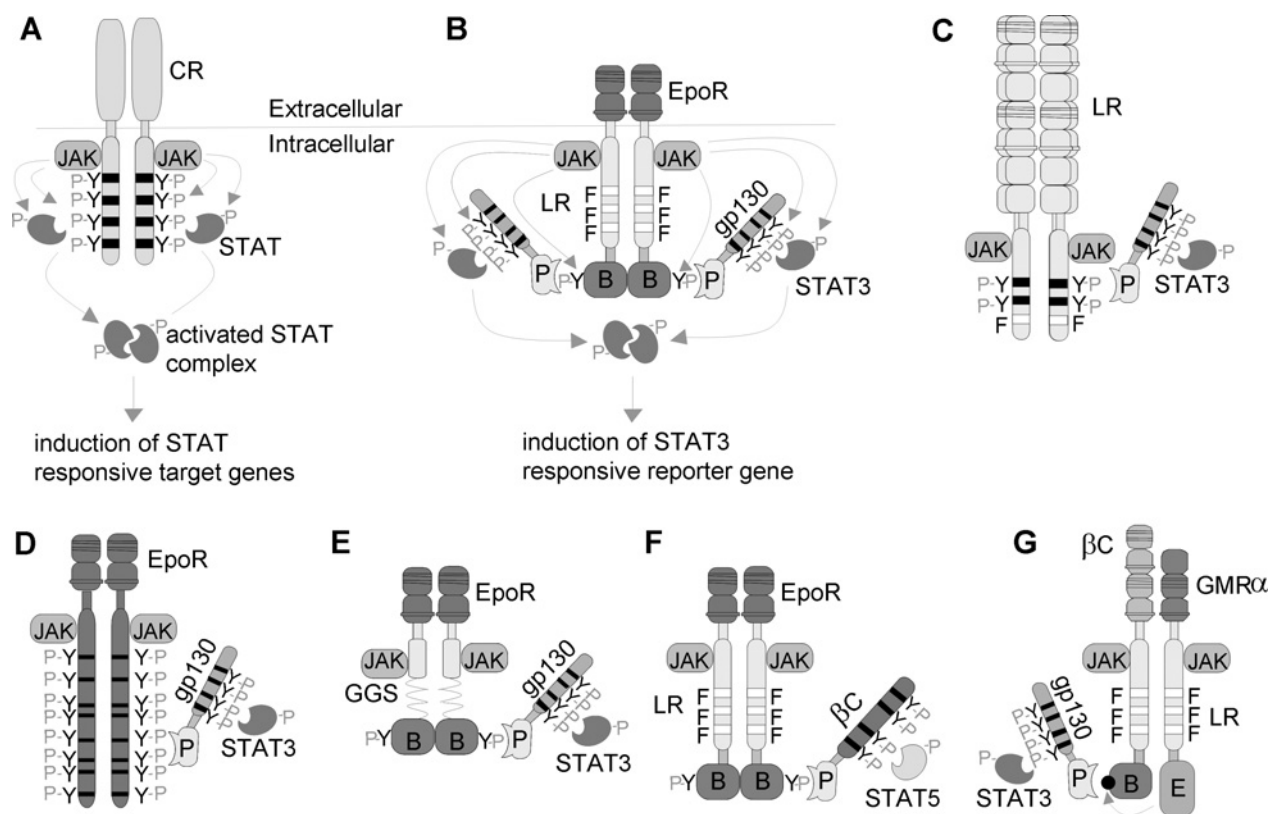 A
CR
JAK
JAK
P-Y Y-P
P-Y Y-P
P-Y Y-P
P-Y Y-P
P- -P
STAT
-P
P-
activated STAT
complex
induction of STAT
responsive target genes
Extracellular
Intracellular
B
EpoR
JAK
JAK
LR
F F
F F
F F
gp130
Y Y Y Y
P- P- P- P-
Y Y Y Y
P- P- P- P-
P- -P
P P-Y B B Y-P P
STAT3
-P
P-
induction of STAT3
responsive reporter gene
C
LR
JAK
JAK
P-Y Y-P
P-Y Y-P
F F
Y Y Y Y
P P P P
P
-P
STAT3
D
EpoR
JAK
JAK
P-Y Y-P
P-Y Y-P
P-Y Y-P
P-Y Y-P
P-Y Y-P
P-Y Y-P
P-Y Y-P
P-Y Y-P
gp130
Y Y Y Y
P P P P
P
-P
STAT3
E
EpoR
JAK
JAK
GGS
gp130
Y Y Y Y
P P P P
P-Y B B Y-P P
-P
STAT3
F
EpoR
JAK
JAK
LR
F F
F F
F F
βC
Y-P
Y-P
Y-P
Y-P
-P
P-Y B B Y-P P
STAT5
G
βC
GMRα
JAK
JAK
gp130
F F
F F
F F
LR
P-Y
P-Y
P-Y
P-Y
P-
STAT3
P B E